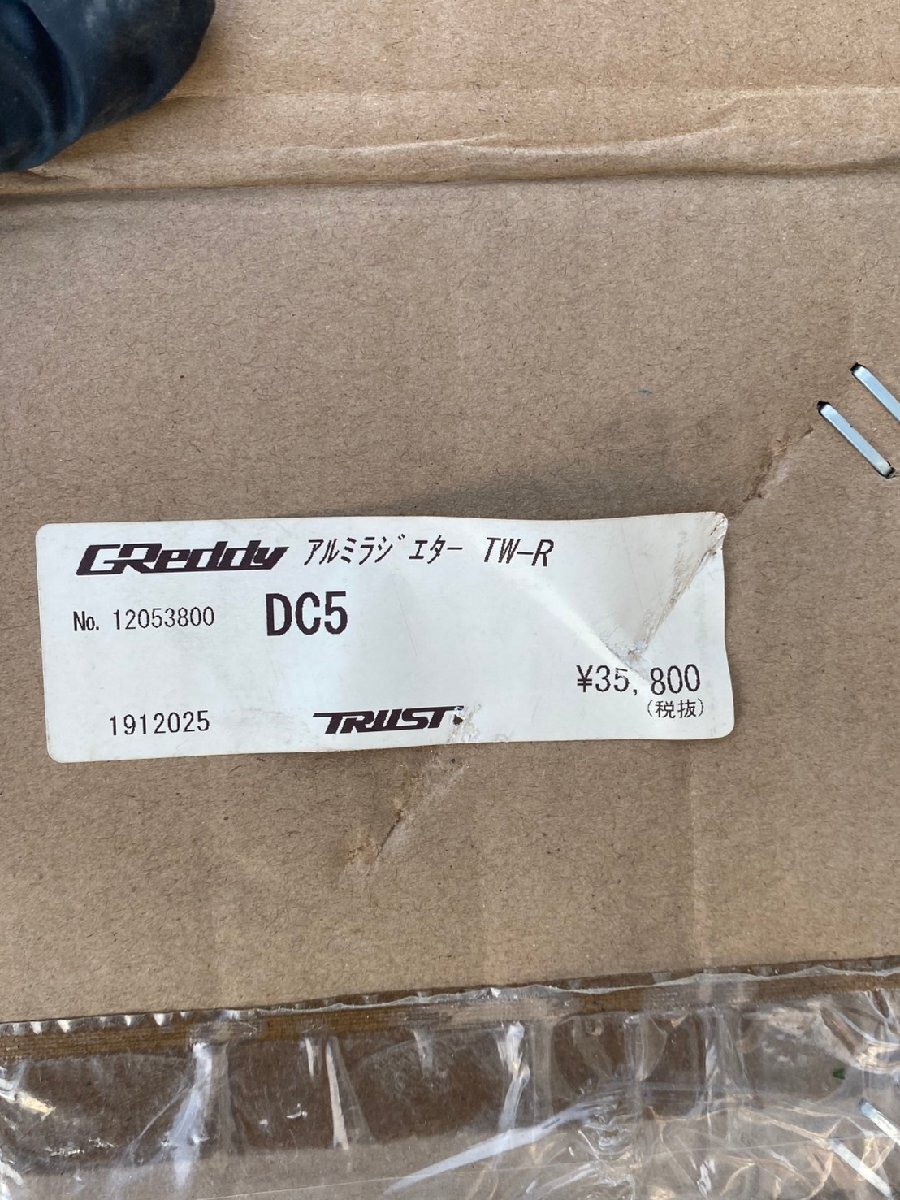 GReddy アルミラジエター TW-R
No. 12053800 DC5
¥35,800
(税抜)
1912025 TRUST